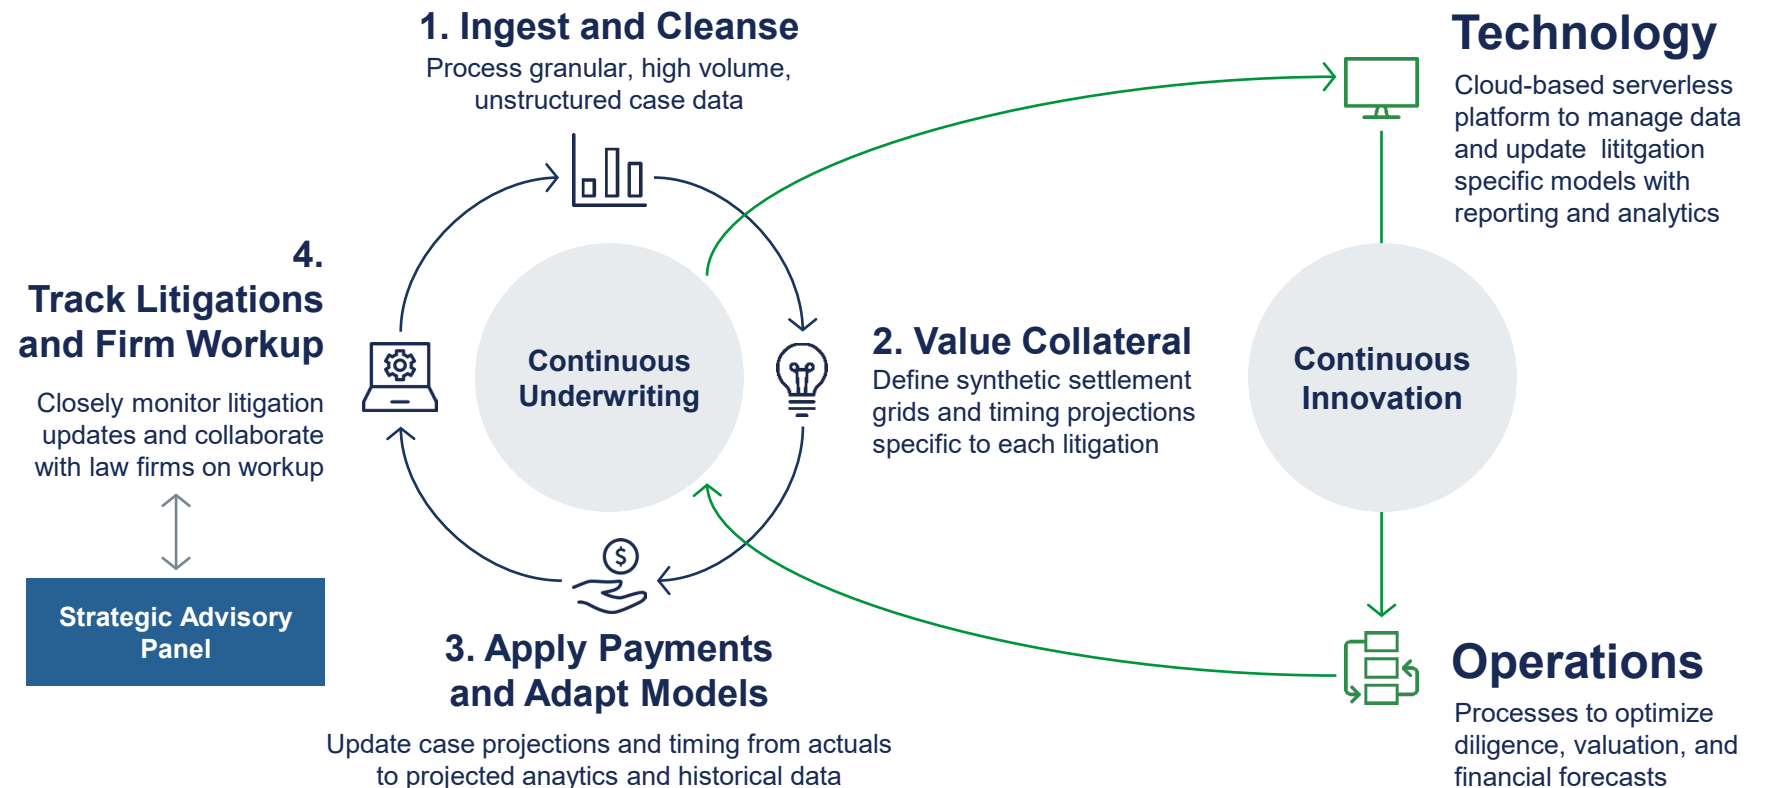 1. Ingest and Cleanse
Process granular, high volume,
unstructured case data
Technology
Cloud-based serverless
platform to manage data
and update  lititgation
specific models with
reporting and analytics
4.
Track Litigations
and Firm Workup
Closely monitor litigation
updates and collaborate
with law firms on workup
Continuous
Underwriting
2. Value Collateral
Define synthetic settlement
grids and timing projections
specific to each litigation
Continuous
Innovation
Strategic Advisory
Panel
$
3. Apply Payments
and Adapt Models
Update case projections and timing from actuals
to projected anaytics and historical data
Operations
Processes to optimize
diligence, valuation, and
financial forecasts